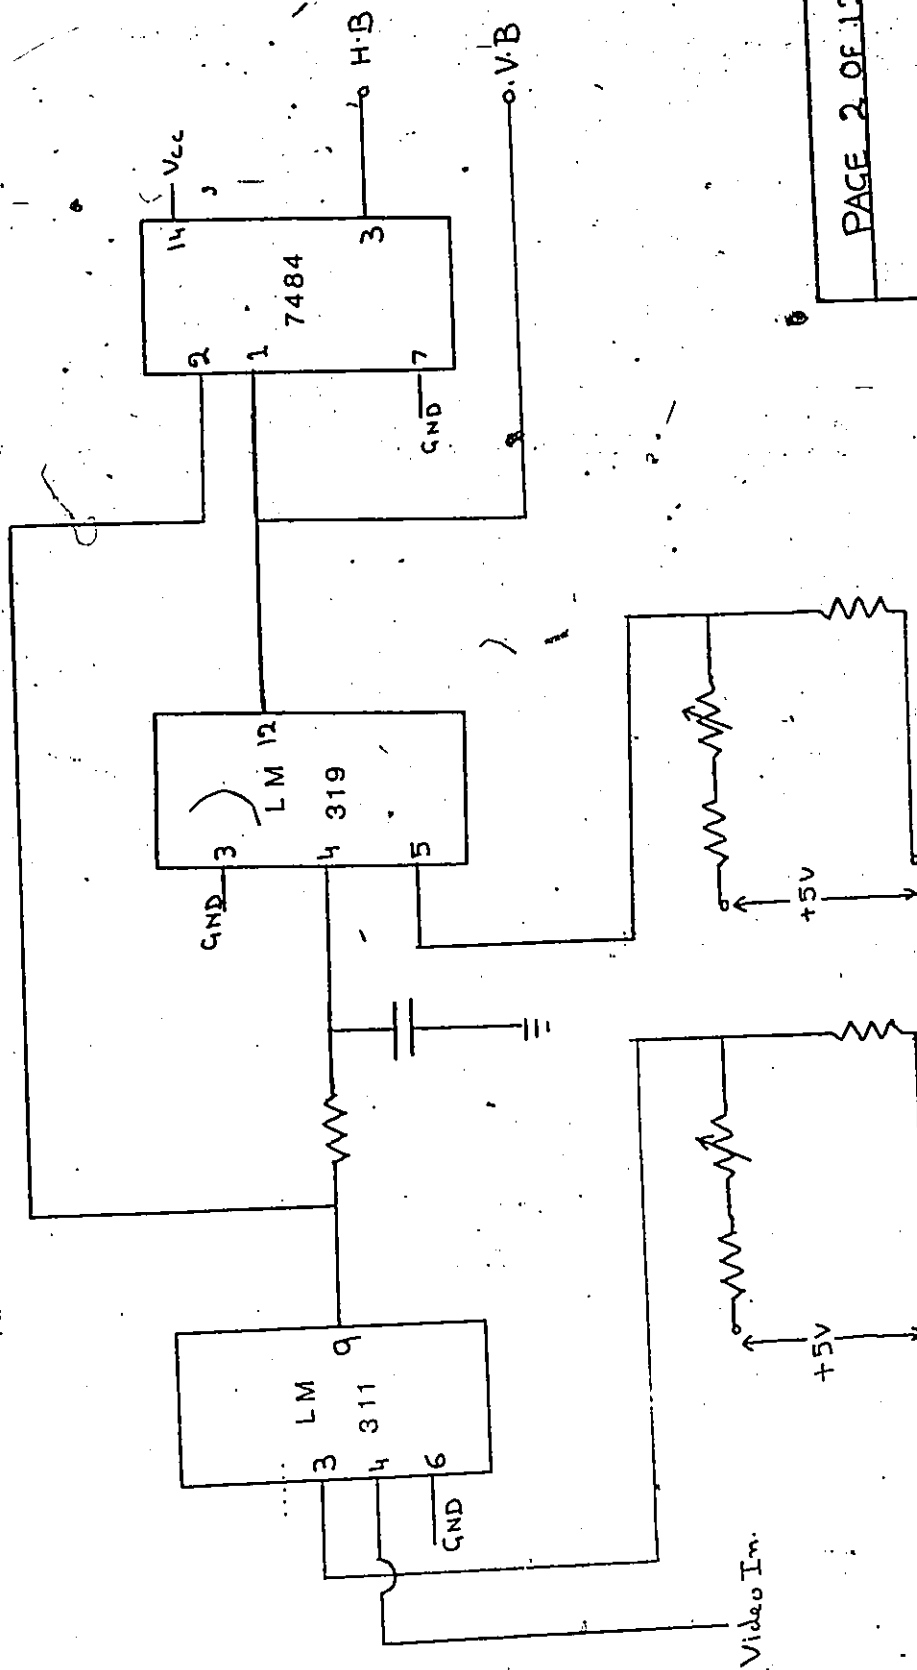 Video In.
3
4
6
GND
LM
311
9
+5V
GND
3
4
5
LM
319
12
+5V
2
1
7
GND
7484
14
3
Vcc
H.B
V.B
PAGE 2 OF 12